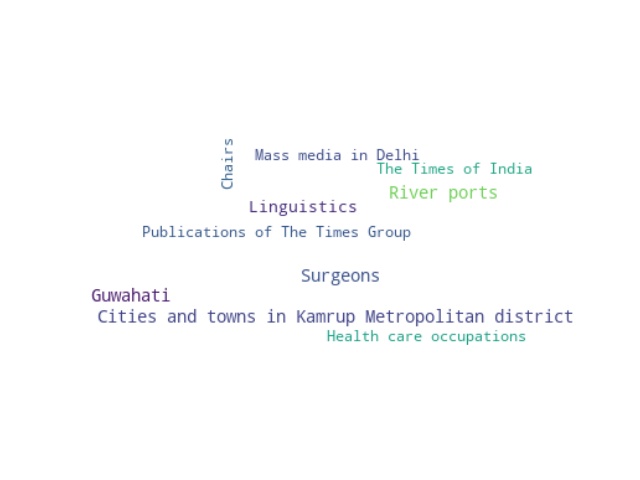 Chairs
Mass media in Delhi
The Times of India
River ports
Linguistics
Publications of The Times Group
Surgeons
Guwahati
Cities and towns in Kamrup Metropolitan district
Health care occupations